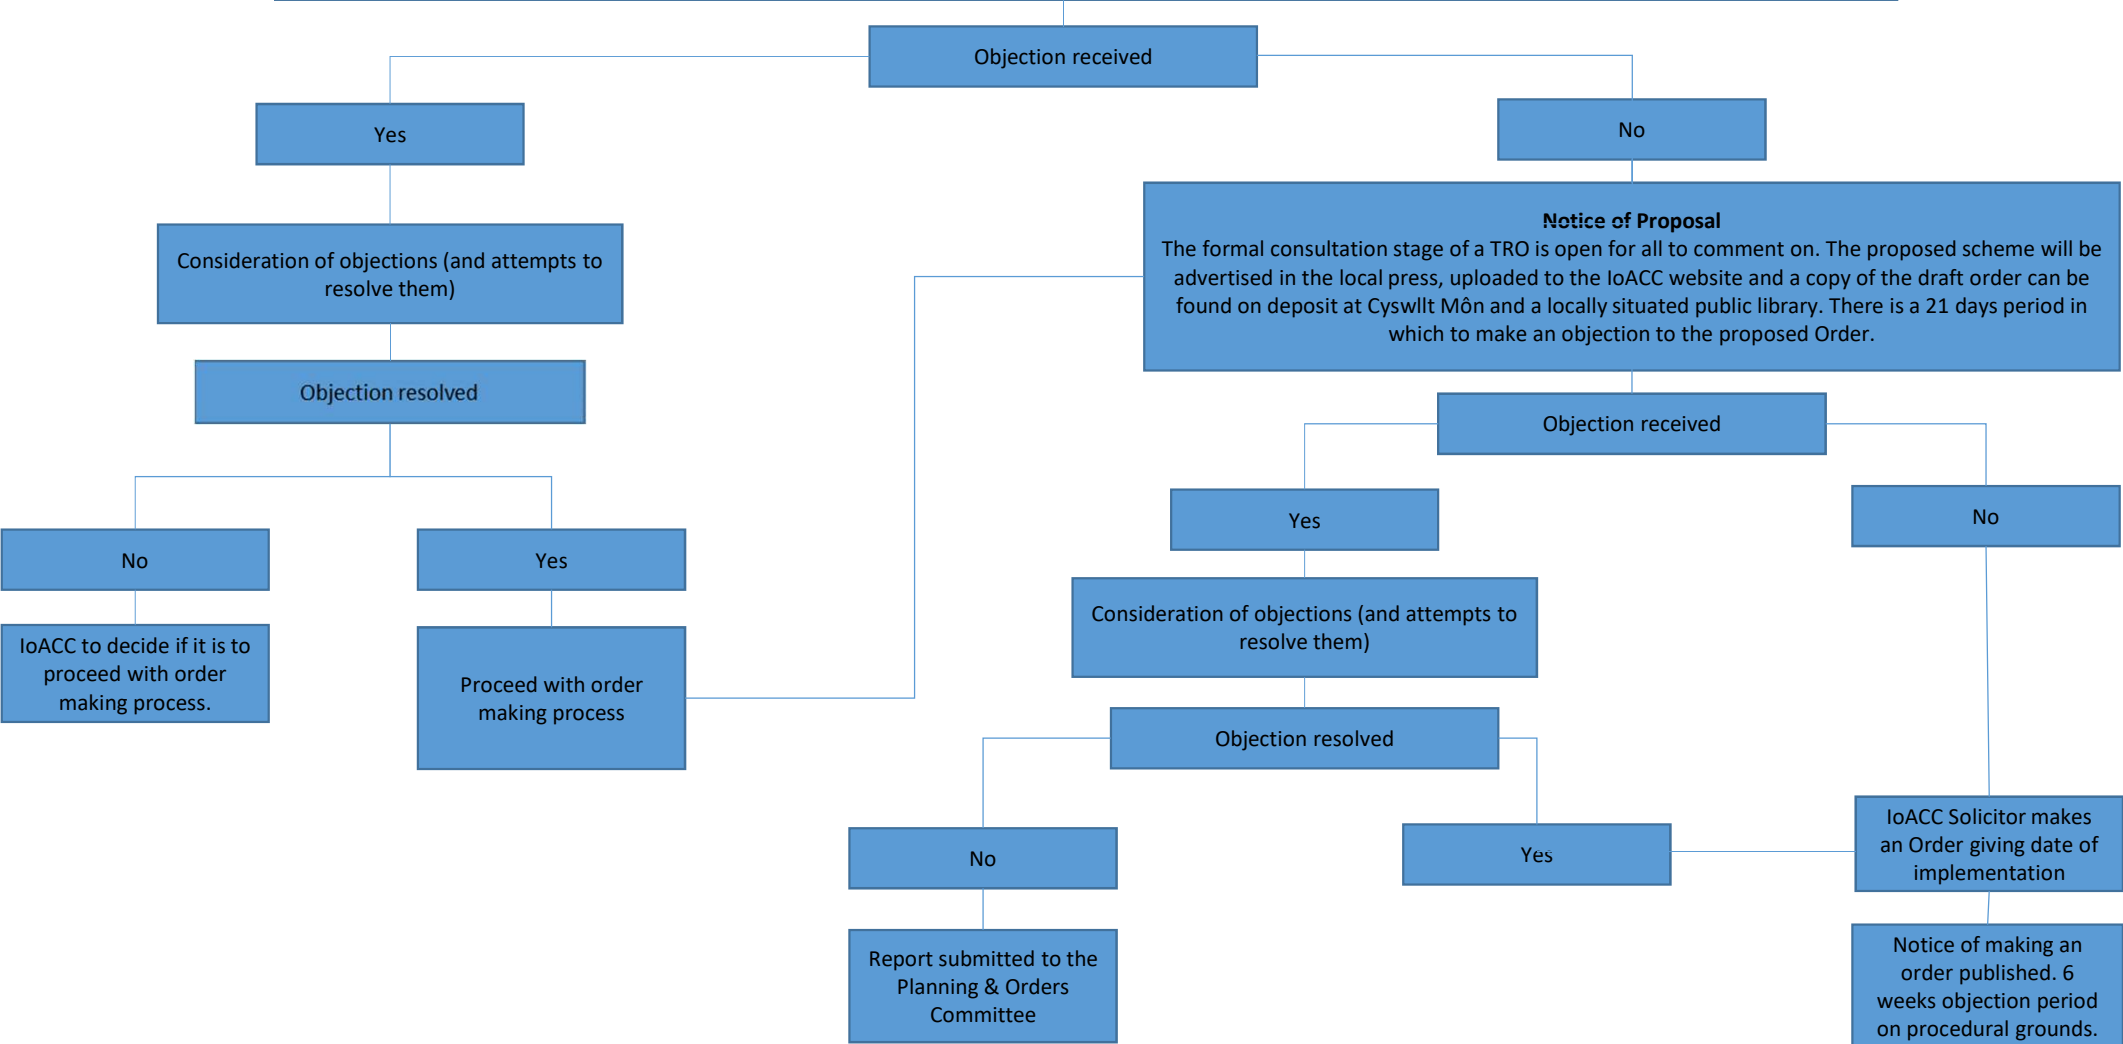 Objection received
Yes
No
Consideration of objections (and attempts to
resolve them)
Objection resolved
No
Yes
IoACC to decide if it is to
proceed with order
making process.
Proceed with order
making process
Notice of Proposal
The formal consultation stage of a TRO is open for all to comment on. The proposed scheme will be
advertised in the local press, uploaded to the IoACC website and a copy of the draft order can be
found on deposit at Cyswllt Môn and a locally situated public library. There is a 21 days period in
which to make an objection to the proposed Order.
Objection received
Yes
No
Consideration of objections (and attempts to
resolve them)
Objection resolved
No
Yes
Report submitted to the
Planning & Orders
Committee
IoACC Solicitor makes
an Order giving date of
implementation
Notice of making an
order published. 6
weeks objection period
on procedural grounds.